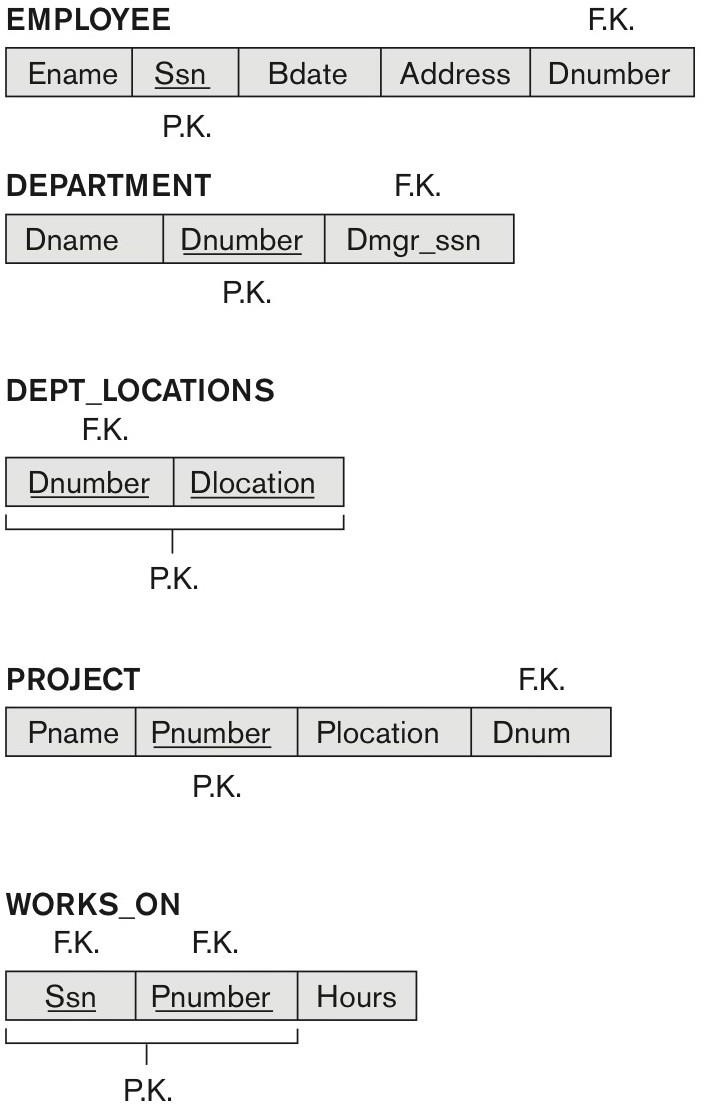 EMPLOYEE F.K.
Ename Ssn Bdate Address Dnumber
P.K.
DEPARTMENT F.K.
Dname Dnumber Dmgr_ssn
P.K.
DEPT_LOCATIONS
F.K.
Dnumber Dlocation
P.K.
PROJECT F.K.
Pname Pnumber Plocation Dnum
P.K.
WORKS_ON
F.K. F.K.
Ssn Pnumber Hours
P.K.